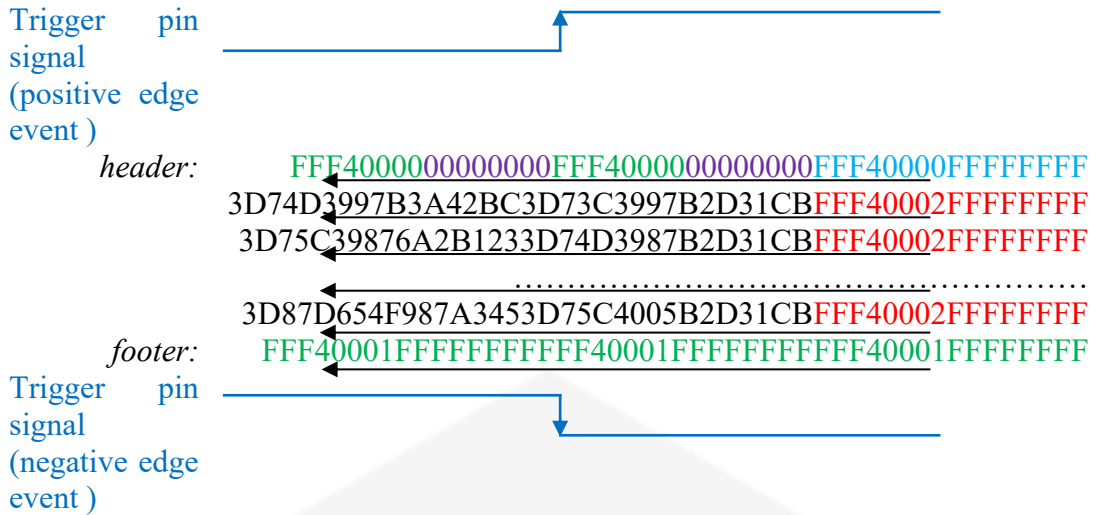 Trigger pin
signal
(positive edge
event )
header: FFF4000000000000FFF4000000000000FFF40000FFFFFFFF
3D74D3997B3A42BC3D73C3997B2D31CBFFF40002FFFFFFFF
3D75C39876A2B1233D74D3987B2D31CBFFF40002FFFFFFFF
……………………………………………………
3D87D654F987A3453D75C4005B2D31CBFFF40002FFFFFFFF
footer: FFF40001FFFFFFFFFFF40001FFFFFFFFFFF40001FFFFFFFF
Trigger pin
signal
(negative edge
event )